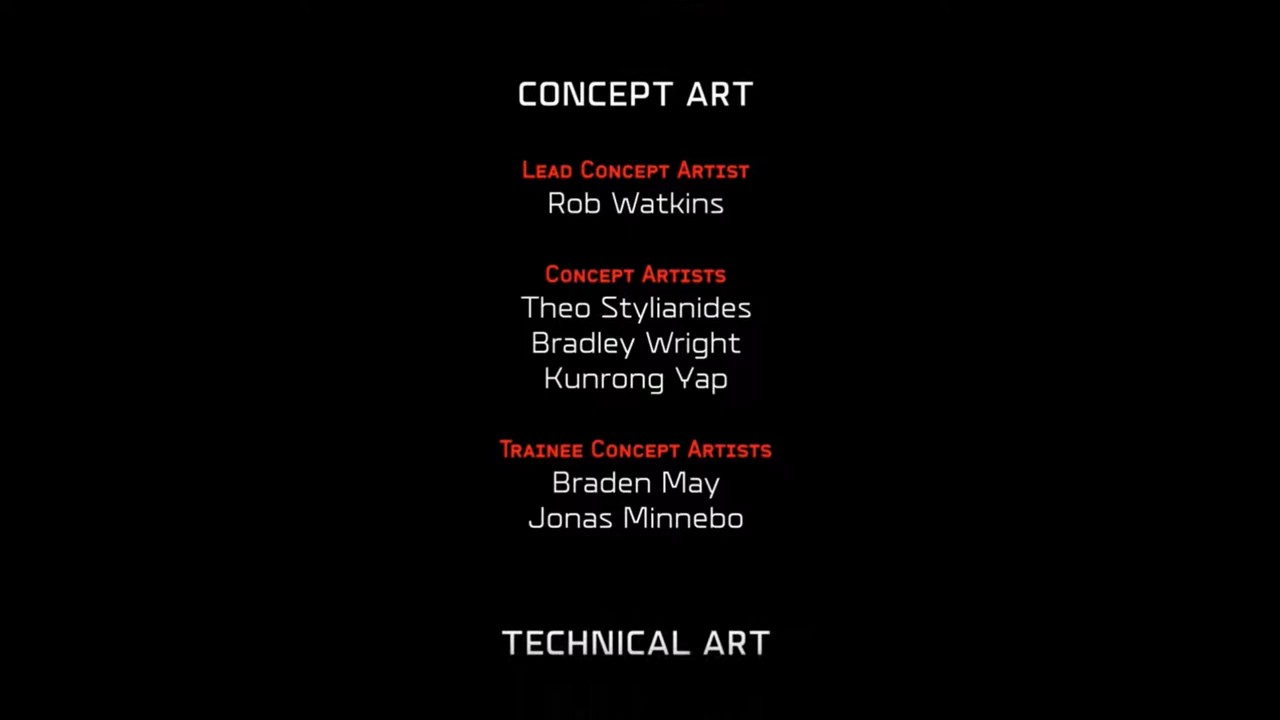 CONCEPT ART
Lead Concept Artist
Rob Watkins
Concept Artists
Theo Stylianides
Bradley Wright
Kunrong Yap
Trainee Concept Artists
Braden May
Jonas Minnebo
TECHNICAL ART